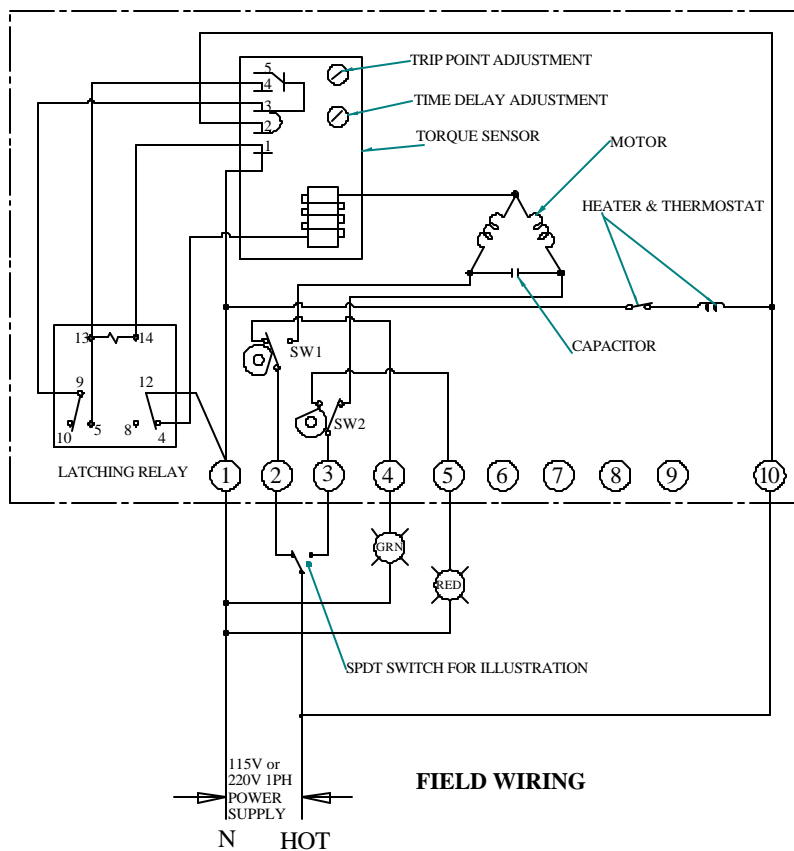 5
4
3
2
1
TRIP POINT ADJUSTMENT
TIME DELAY ADJUSTMENT
TORQUE SENSOR
MOTOR
HEATER & THERMOSTAT
CAPACITOR
SW1
SW2
13
14
9
12
10
5
8
4
LATCHING RELAY
1
2
3
4
5
6
7
8
9
10
GRN
RED
SPDT SWITCH FOR ILLUSTRATION
115V or
220V 1PH
POWER
SUPPLY
FIELD WIRING
N
HOT